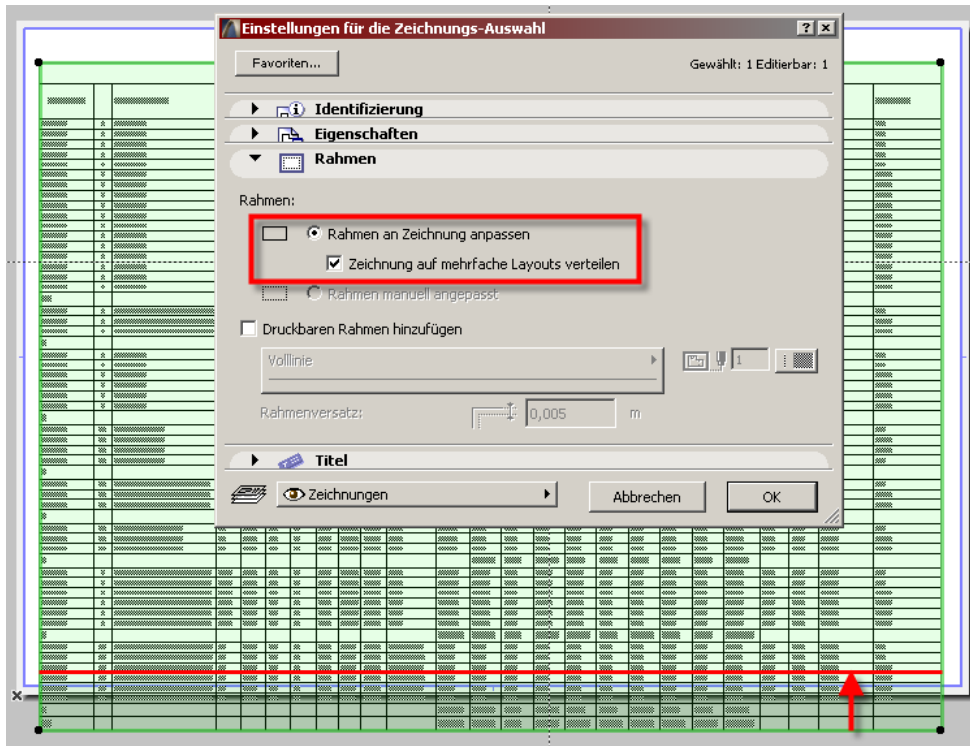 Einstellungen für die Zeichnungs-Auswahl
Favoriten...
Gewählt: 1 Editierbar: 1
Identifizierung
Eigenschaften
Rahmen
Rahmen:
Rahmen an Zeichnung anpassen
Zeichnung auf mehrfache Layouts verteilen
Rahmen manuell angepasst
Druckbaren Rahmen hinzufügen
Volllinie 1
Rahmenversatz: 0,005 m
Titel
Zeichnungen Abbrechen OK